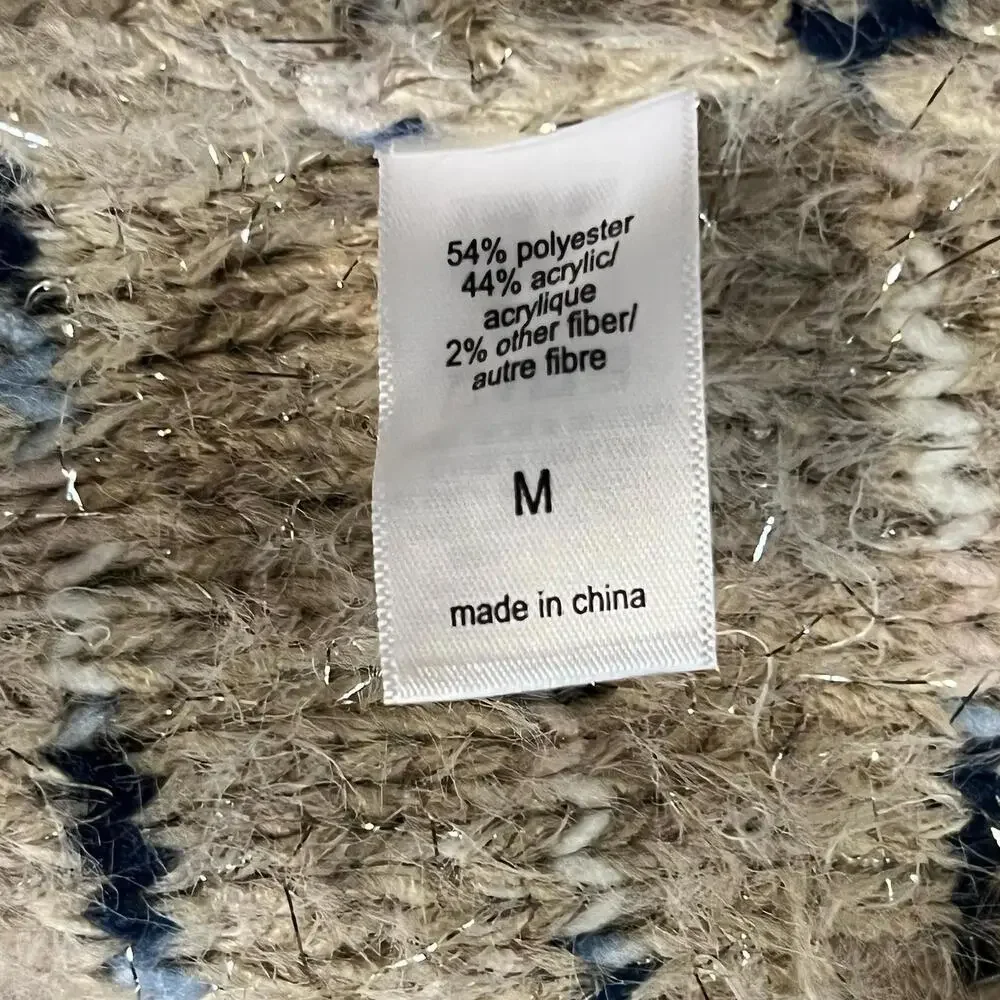 54% polyester
44% acrylic/
acrylique
2% other fiber/
autre fibre
M
made in china